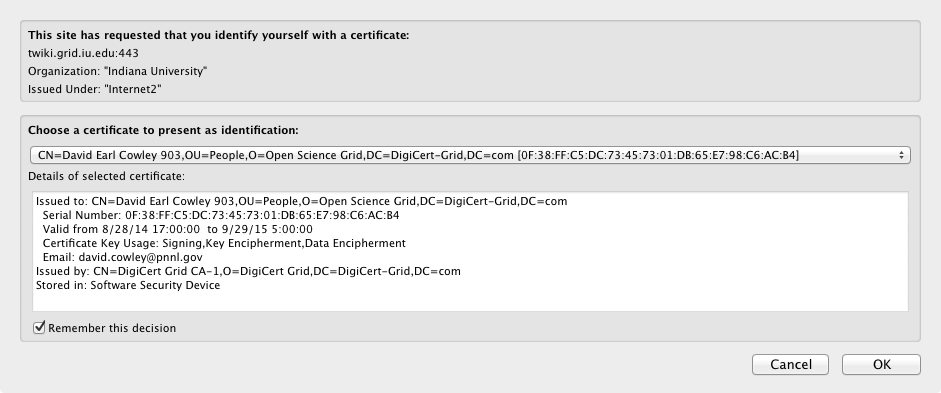 This site has requested that you identify yourself with a certificate:
twiki.grid.iu.edu:443
Organization: "Indiana University"
Issued Under: "Internet2"
Choose a certificate to present as identification:
CN=David Earl Cowley 903,OU=People,O=Open Science Grid,DC=DigiCert-Grid,DC=com [0F:38:FF:C5:DC:73:45:73:01:DB:65:E7:98:C6:AC:B4]
Details of selected certificate:
Issued to: CN=David Earl Cowley 903,OU=People,O=Open Science Grid,DC=DigiCert-Grid,DC=com
Serial Number: 0F:38:FF:C5:DC:73:45:73:01:DB:65:E7:98:C6:AC:B4
Valid from 8/28/14 17:00:00 to 9/29/15 5:00:00
Certificate Key Usage: Signing,Key Encipherment,Data Encipherment
Email: david.cowley@pnnl.gov
Issued by: CN=DigiCert Grid CA-1,O=DigiCert Grid,DC=DigiCert-Grid,DC=com
Stored in: Software Security Device
Remember this decision
Cancel OK